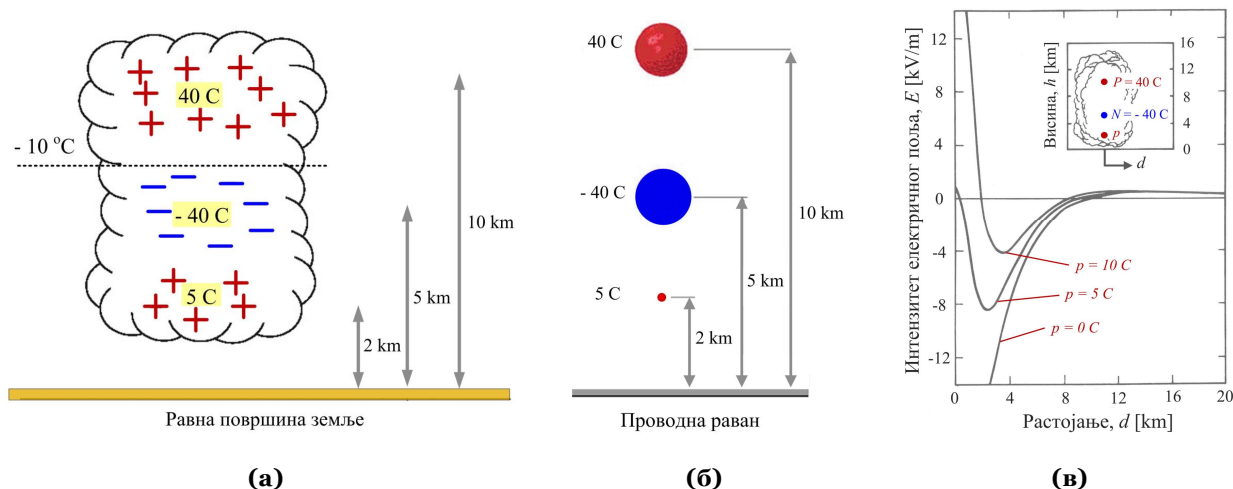 40 C
- 10 °C
- 40 C
5 C
2 km
5 km
10 km
Равна површина земље
(а)
40 C
- 40 C
5 C
2 km
5 km
10 km
Проводна раван
(б)
Интензитет електричног поља, E [kV/m]
12
8
4
0
-4
-8
-12
0
4
8
12
16
20
Растојање, d [km]
Висина, h [km]
16
12
8
4
0
P = 40 C
N = - 40 C
p
d
p = 10 C
p = 5 C
p = 0 C
(в)